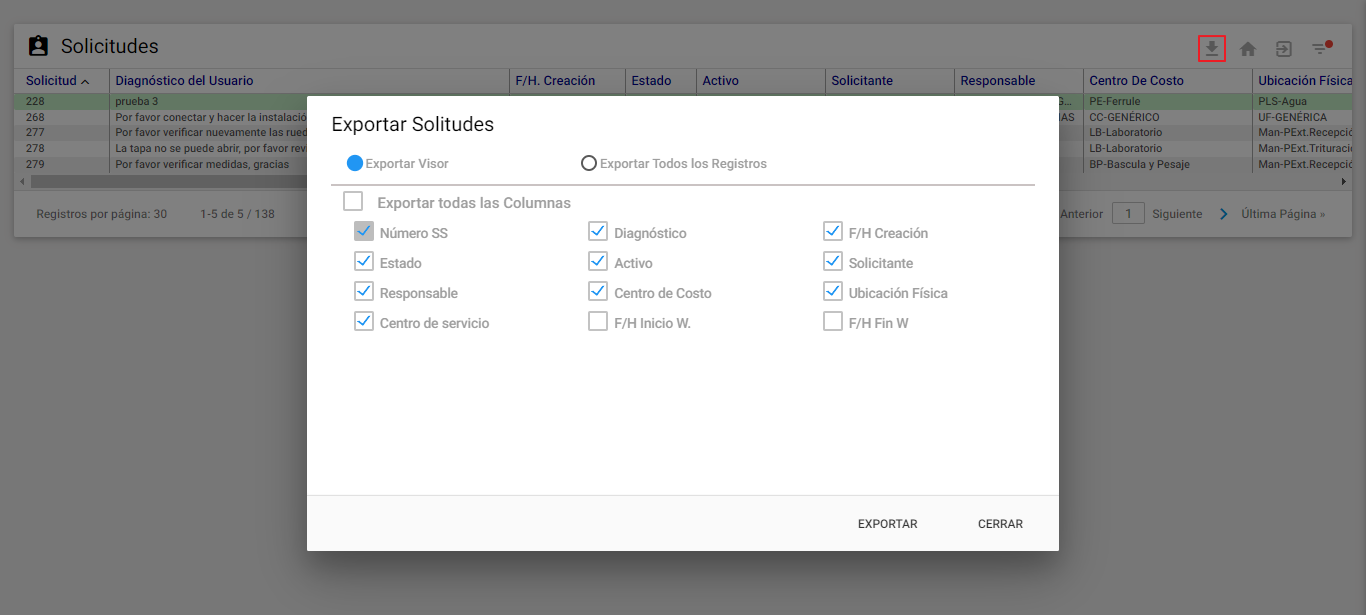 Solicitudes
Solicitud Diagnóstico del Usuario F/H. Creación Estado Activo Solicitante Responsable Centro De Costo Ubicación Física
228 prueba 3 G... PE-Ferrule PLS-Agua
268 Por favor conectar y hacer la instalació IAS CC-GENÉRICO UF-GENÉRICA
277 Por favor verificar nuevamente las rued LB-Laboratorio Man-PExt.Recepció
278 La tapa no se puede abrir, por favor revi LB-Laboratorio Man-PExt.Trituració
279 Por favor verificar medidas, gracias BP-Bascula y Pesaje Man-PExt.Recepció
Registros por página: 30 1-5 de 5 / 138 Anterior 1 Siguiente Última Página »
Exportar Solitudes
Exportar Visor Exportar Todos los Registros
Exportar todas las Columnas
Número SS Diagnóstico F/H Creación
Estado Activo Solicitante
Responsable Centro de Costo Ubicación Física
Centro de servicio F/H Inicio W. F/H Fin W
EXPORTAR CERRAR